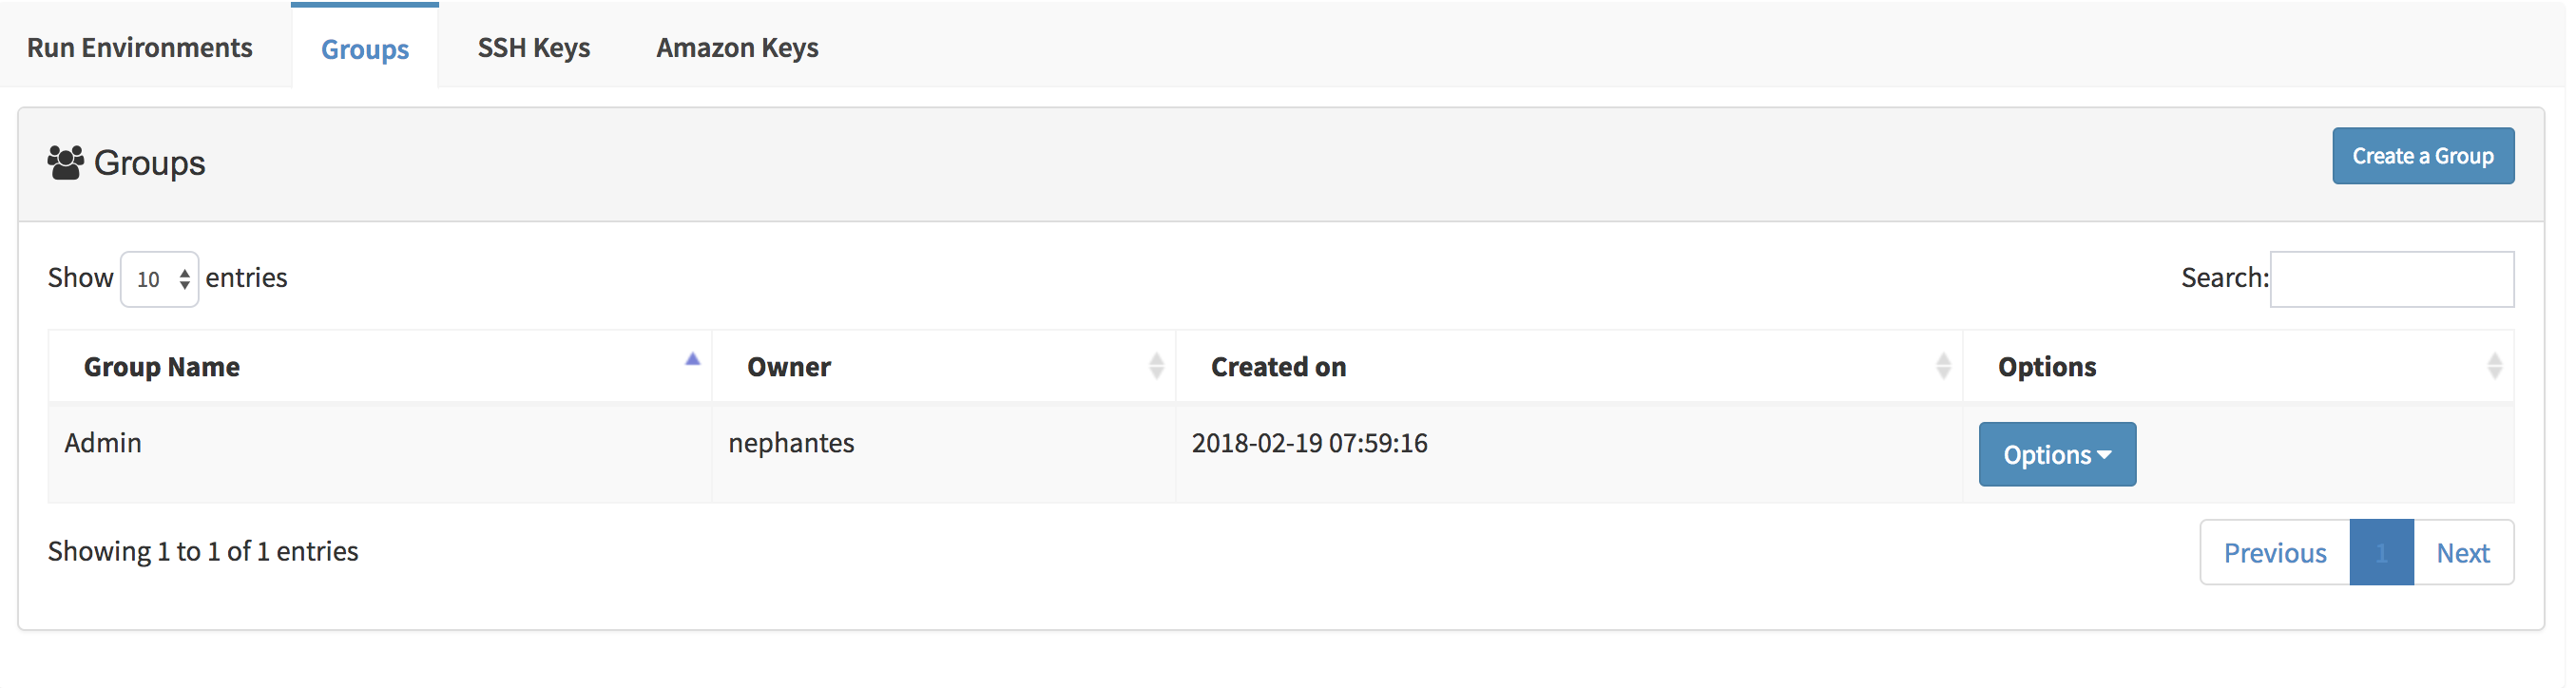 Run Environments Groups SSH Keys Amazon Keys
Groups Create a Group
Show 10 entries Search:
Group Name Owner Created on Options
Admin nephantes 2018-02-19 07:59:16 Options
Showing 1 to 1 of 1 entries Previous 1 Next